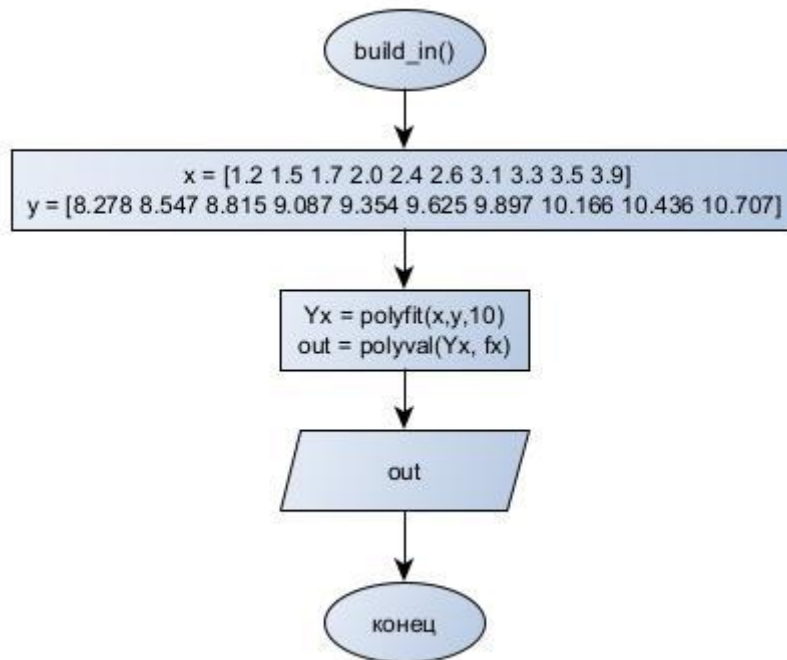 build_in()
x = [1.2 1.5 1.7 2.0 2.4 2.6 3.1 3.3 3.5 3.9]
y = [8.278 8.547 8.815 9.087 9.354 9.625 9.897 10.166 10.436 10.707]
Yx = polyfit(x,y,10)
out = polyval(Yx, fx)
out
конец